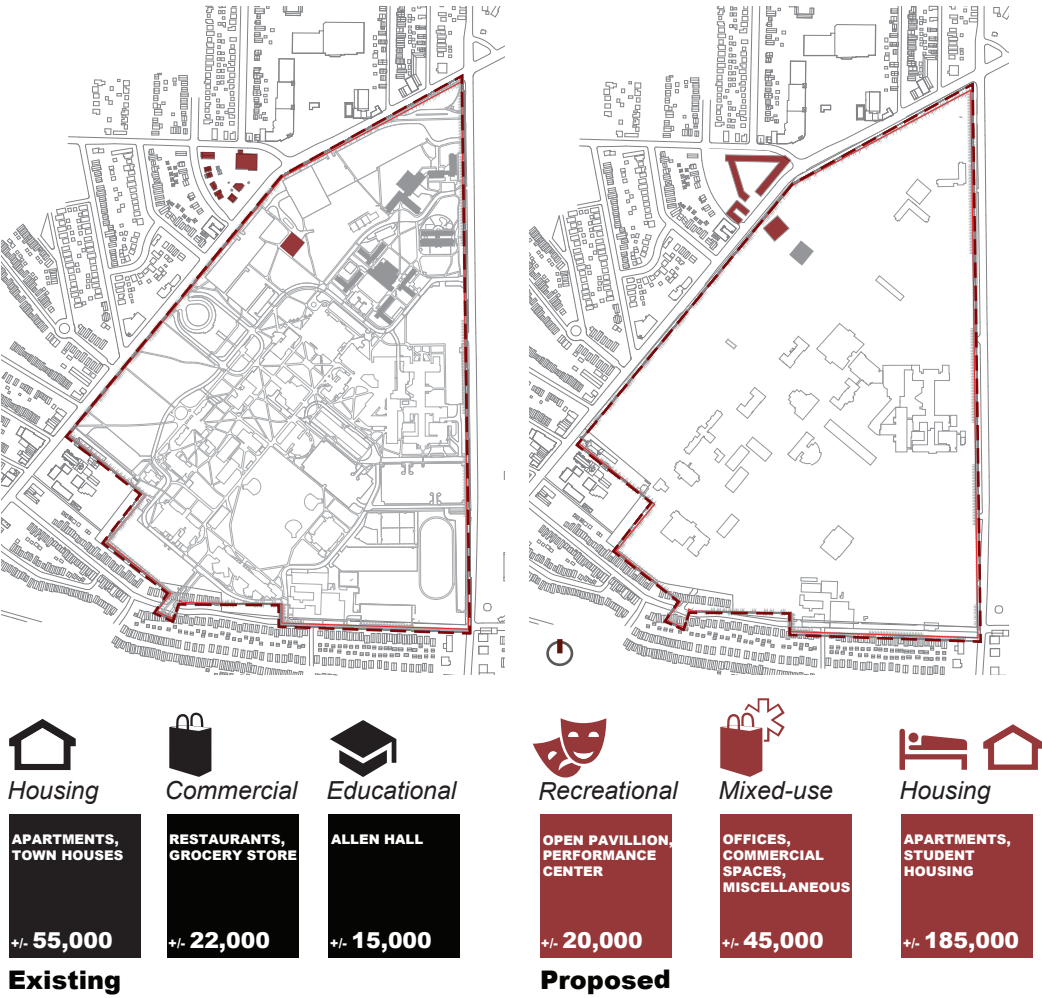 Housing
APARTMENTS,
TOWN HOUSES
+/- 55,000
Commercial
RESTAURANTS,
GROCERY STORE
+/- 22,000
Educational
ALLEN HALL
+/- 15,000
Existing
Recreational
OPEN PAVILLION,
PERFORMANCE
CENTER
+/- 20,000
Mixed-use
OFFICES,
COMMERCIAL
SPACES,
MISCELLANEOUS
+/- 45,000
Housing
APARTMENTS,
STUDENT
HOUSING
+/- 185,000
Proposed